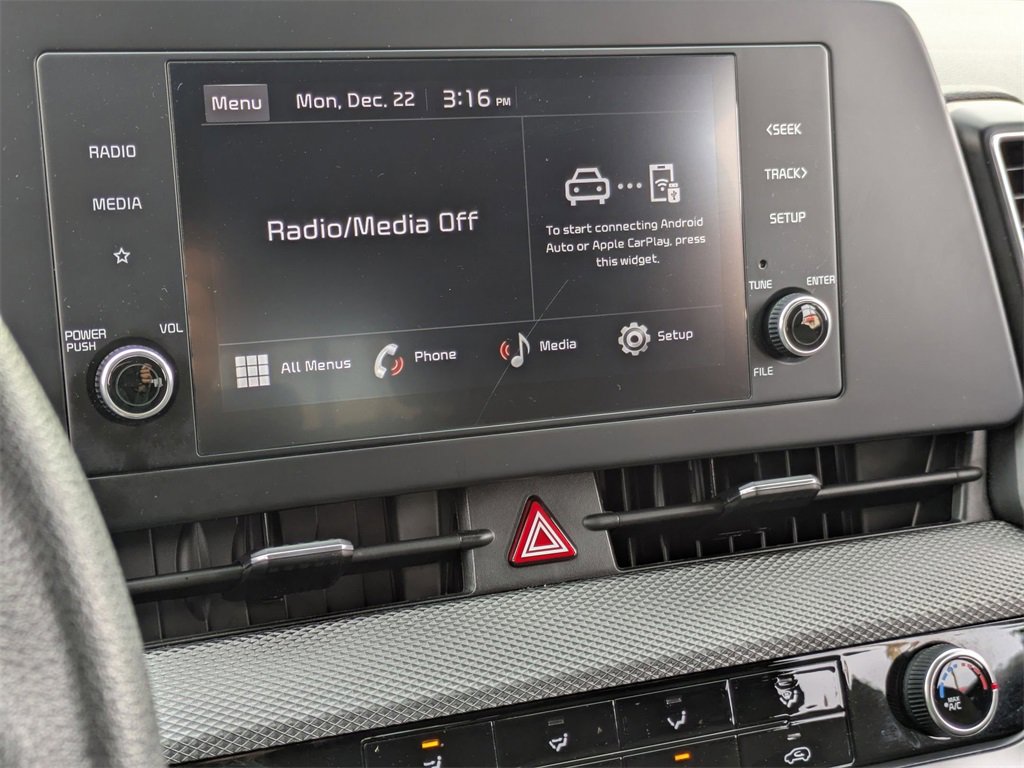 Menu Mon, Dec. 22 3:16 PM
RADIO
MEDIA
POWER
PUSH
VOL
Radio/Media Off
To start connecting Android
Auto or Apple CarPlay, press
this widget.
All Menus Phone Media Setup
<SEEK
TRACK>
SETUP
TUNE
ENTER
FILE
MAX
A/C